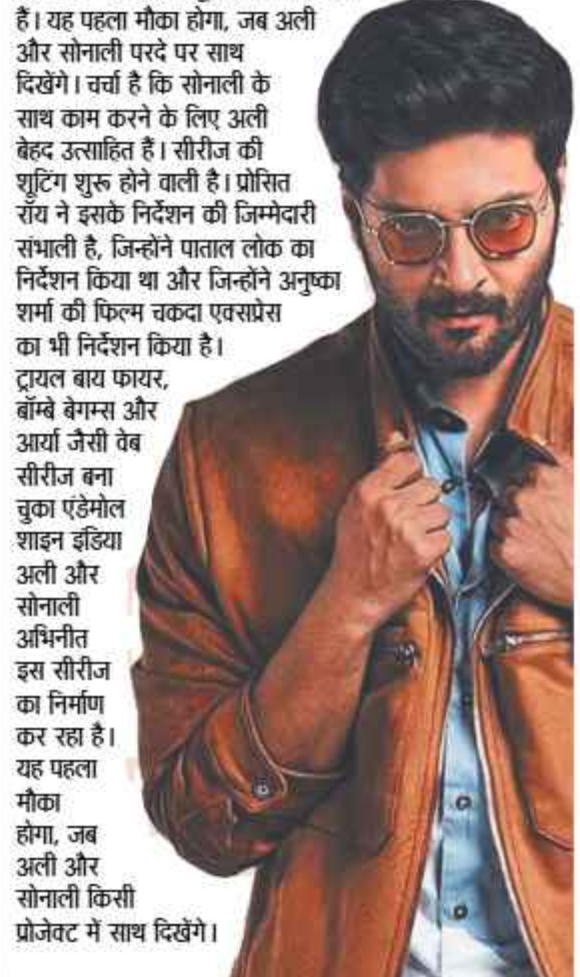 हैं। यह पहला मौका होगा, जब अली
और सोनाली परदे पर साथ
दिखेंगे। चर्चा है कि सोनाली के
साथ काम करने के लिए अली
बेहद उत्साहित हैं। सीरीज की
शूटिंग शुरू होने वाली है। प्रोसित
रॉय ने इसके निर्देशन की जिम्मेदारी
संभाली है, जिन्होंने पाताल लोक का
निर्देशन किया था और जिन्होंने अनुष्का
शर्मा की फिल्म चकदा एक्सप्रेस
का भी निर्देशन किया है।
ट्रायल बाय फायर,
बॉम्बे बेगम्स और
आर्या जैसी वेब
सीरीज बना
चुका एंडेमोल
शाइन इंडिया
अली और
सोनाली
अभिनीत
इस सीरीज
का निर्माण
कर रहा है।
यह पहला
मौका
होगा, जब
अली और
सोनाली किसी
प्रोजेक्ट में साथ दिखेंगे।